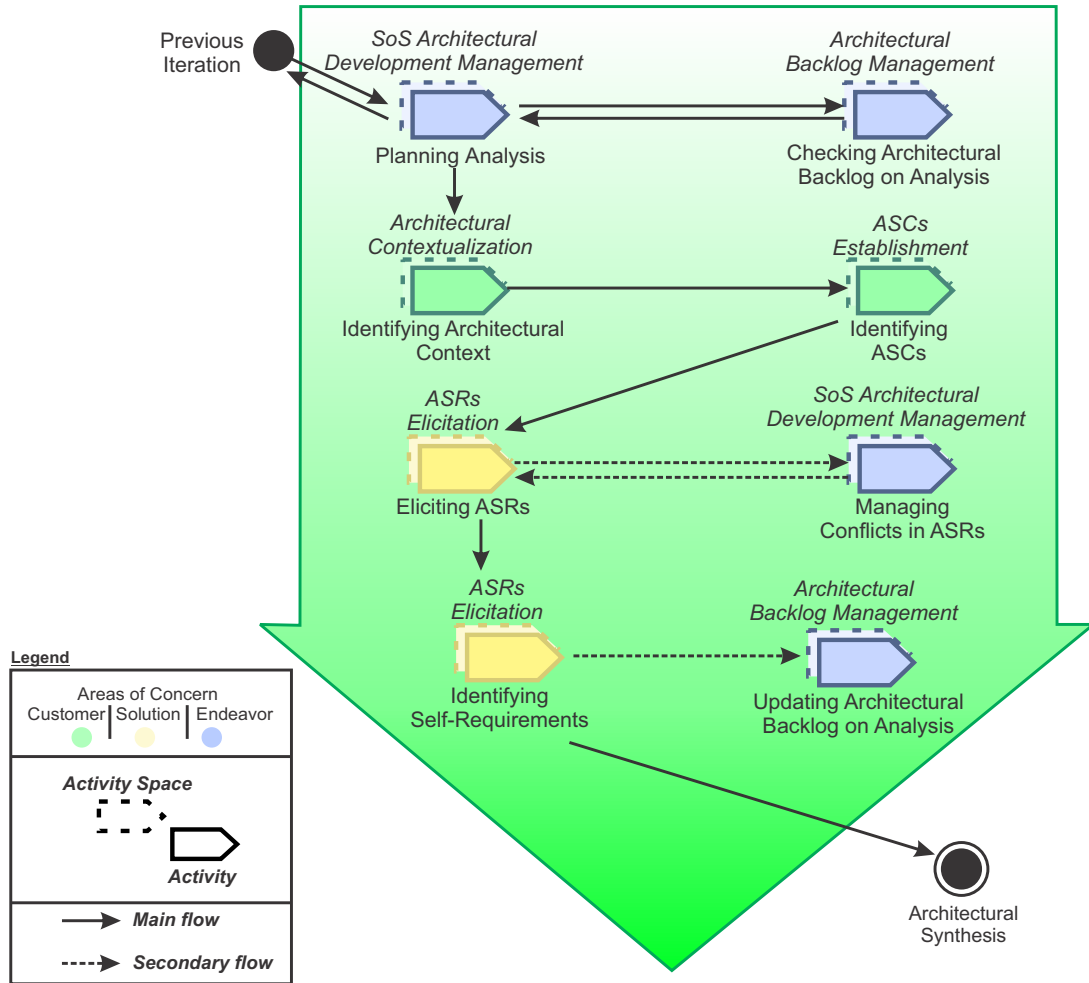 Previous
Iteration
SoS Architectural
Development Management
Planning Analysis
Architectural
Backlog Management
Checking Architectural
Backlog on Analysis
Architectural
Contextualization
Identifying Architectural
Context
ASCs
Establishment
Identifying
ASCs
ASRs
Elicitation
Eliciting ASRs
SoS Architectural
Development Management
Managing
Conflicts in ASRs
ASRs
Elicitation
Identifying
Self-Requirements
Architectural
Backlog Management
Updating Architectural
Backlog on Analysis
Architectural
Synthesis
Legend
Areas of Concern
Customer Solution Endeavor
Activity Space
Activity
Main flow
Secondary flow